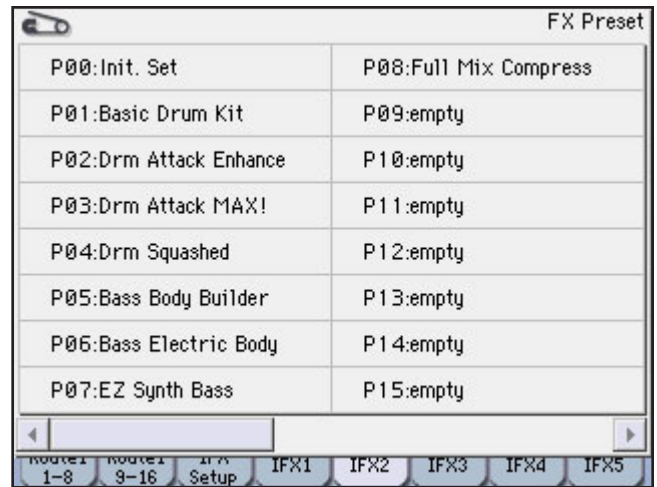 FX Preset
P00:Init. Set
P01:Basic Drum Kit
P02:Drm Attack Enhance
P03:Drm Attack MAX!
P04:Drm Squashed
P05:Bass Body Builder
P06:Bass Electric Body
P07:EZ Synth Bass
P08:Full Mix Compress
P09:empty
P10:empty
P11:empty
P12:empty
P13:empty
P14:empty
P15:empty
Route1 1-8
Route1 9-16
IFX Setup
IFX1
IFX2
IFX3
IFX4
IFX5